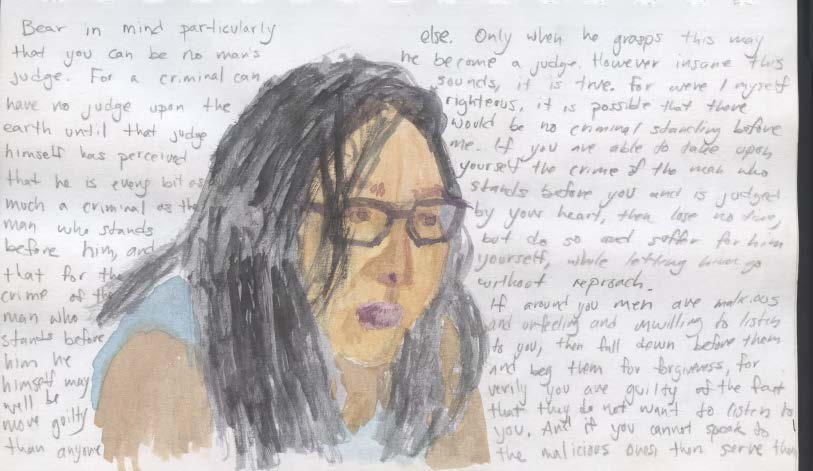 Bear in mind particularly
that you can be no man's
judge. For a criminal can
have no judge upon the
earth until that judge
himself has perceived
that he is every bit as
much a criminal as the
man who stands
before him, and
that for the
crime of the
man who
stands before
him he
himself may
well be
more guilty
than anyone
else. Only when he grasps this may
he become a judge. However insane this
sounds, it is true. For were I myself
righteous, it is possible that there
would be no criminal standing before
me. If you are able to take upon
yourself the crime of the man who
stands before you and is judged
by your heart, then lose no time,
but do so and suffer for him
yourself, while letting him go
without reproach.
If around you men are malicious
and unfeeling and unwilling to listen
to you, then fall down before them
and beg them for forgiveness, for
verily you are guilty of the fact
that they do not want to listen to
you. And if you cannot speak to
the malicious ones, then serve them